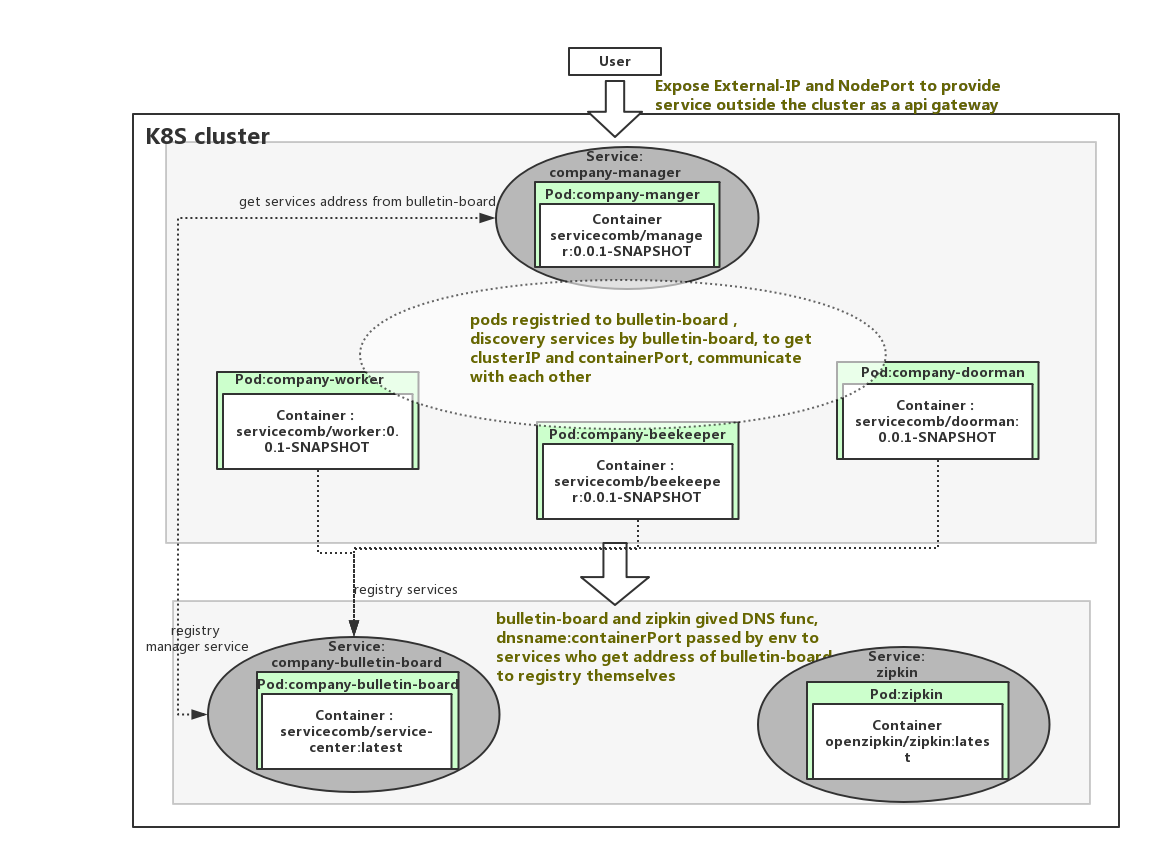 User
Expose External-IP and NodePort to provide
service outside the cluster as a api gateway
K8S cluster
Service:
company-manager
Pod:company-manger
Container
servicecomb/manage
r:0.0.1-SNAPSHOT
get services address from bulletin-board
pods registried to bulletin-board ,
discovery services by bulletin-board, to get
clusterIP and containerPort, communicate
with each other
Pod:company-worker
Container :
servicecomb/worker:0.
0.1-SNAPSHOT
Pod:company-beekeeper
Container :
servicecomb/beekeepe
r:0.0.1-SNAPSHOT
Pod:company-doorman
Container :
servicecomb/doorman:
0.0.1-SNAPSHOT
registry services
registry
manager service
bulletin-board and zipkin gived DNS func,
dnsname:containerPort passed by env to
services who get address of bulletin-board
to registry themselves
Service:
company-bulletin-board
Pod:company-bulletin-board
Container :
servicecomb/service-
center:latest
Service:
zipkin
Pod:zipkin
Container
openzipkin/zipkin:lates
t